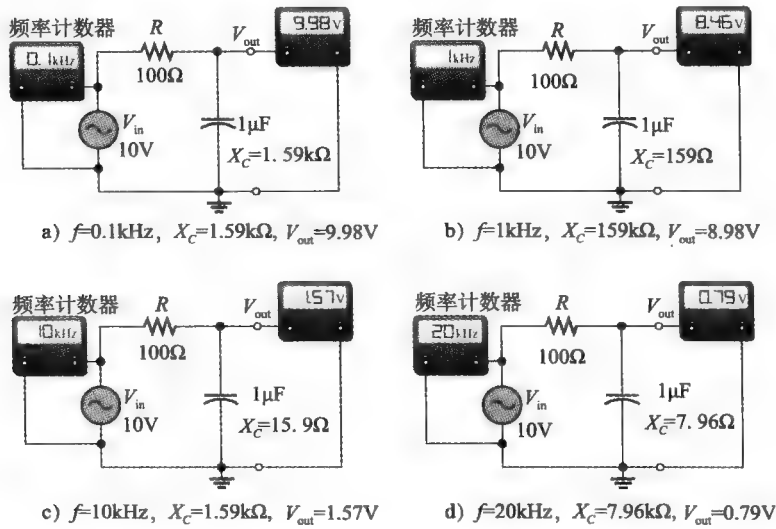 频率计数器
0.1kHz
R
100Ω
Vout
9.98V
Vin
10V
1μF
XC=1.59kΩ
a) f=0.1kHz, XC=1.59kΩ, Vout=9.98V
频率计数器
1kHz
R
100Ω
Vout
8.46V
Vin
10V
1μF
XC=159Ω
b) f=1kHz, XC=159kΩ, Vout=8.98V
频率计数器
10kHz
R
100Ω
Vout
1.57V
Vin
10V
1μF
XC=15.9Ω
c) f=10kHz, XC=1.59kΩ, Vout=1.57V
频率计数器
20kHz
R
100Ω
Vout
0.79V
Vin
10V
1μF
XC=7.96Ω
d) f=20kHz, XC=7.96kΩ, Vout=0.79V